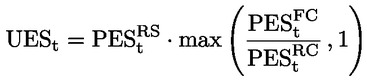 UES_t = PES_t^RS · max ( PES_t^FC / PES_t^RC , 1 )